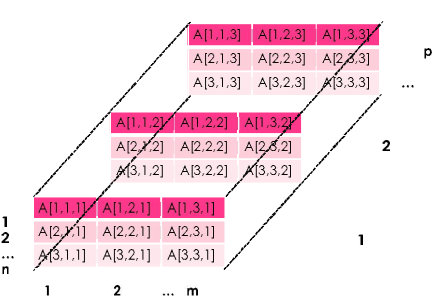 A[1,1,3] A[1,2,3] A[1,3,3]
p
A[2,1,3] A[2,2,3] A[2,3,3]
A[3,1,3] A[3,2,3] A[3,3,3] ...
A[1,1,2] A[1,2,2] A[1,3,2]
A[2,1,2] A[2,2,2] A[2,3,2] 2
A[3,1,2] A[3,2,2] A[3,3,2]
A[1,1,1] A[1,2,1] A[1,3,1]
1
2 A[2,1,1] A[2,2,1] A[2,3,1] 1
... A[3,1,1] A[3,2,1] A[3,3,1]
n
1 2 ... m